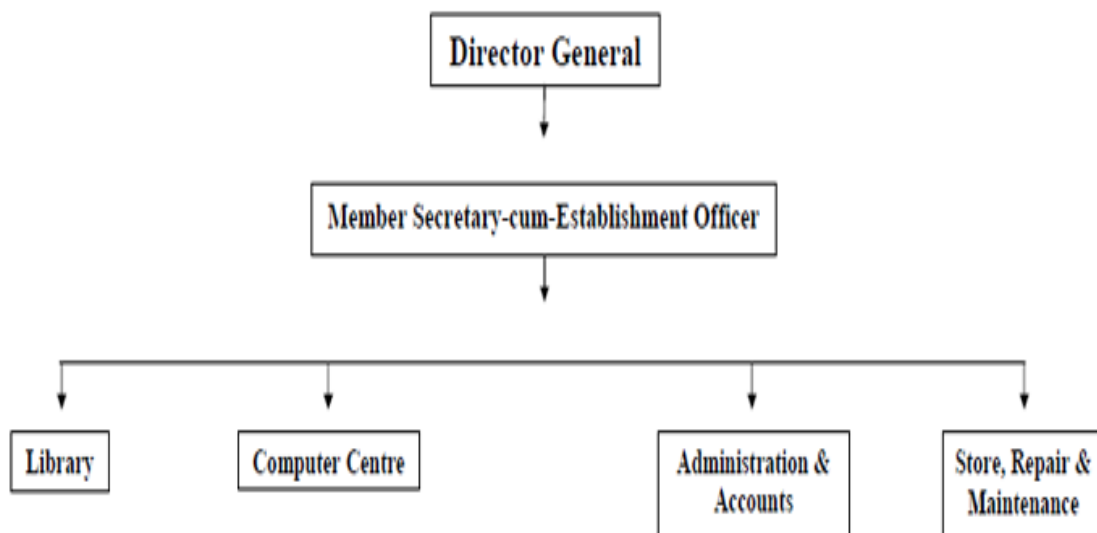 Director General
Member Secretary-cum-Establishment Officer
Library
Computer Centre
Administration &
Accounts
Store, Repair &
Maintenance